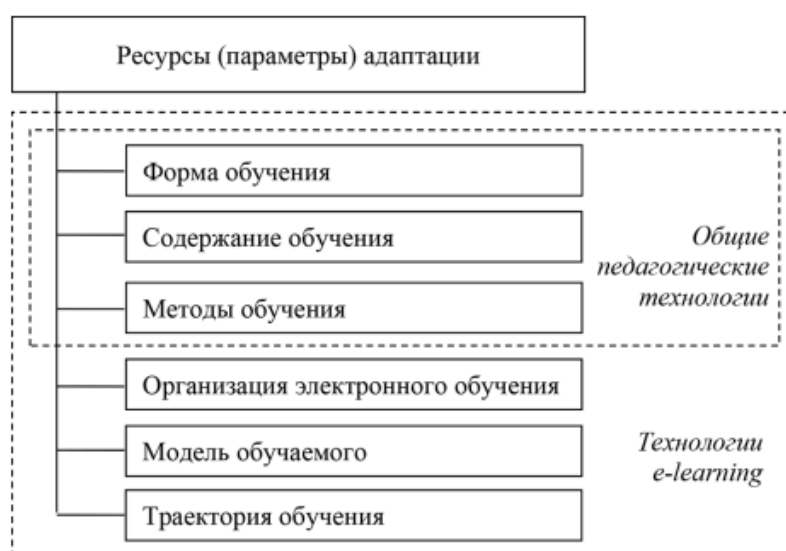 Ресурсы (параметры) адаптации
Форма обучения
Содержание обучения
Методы обучения
Общие
педагогические
технологии
Организация электронного обучения
Модель обучаемого
Траектория обучения
Технологии
e-learning